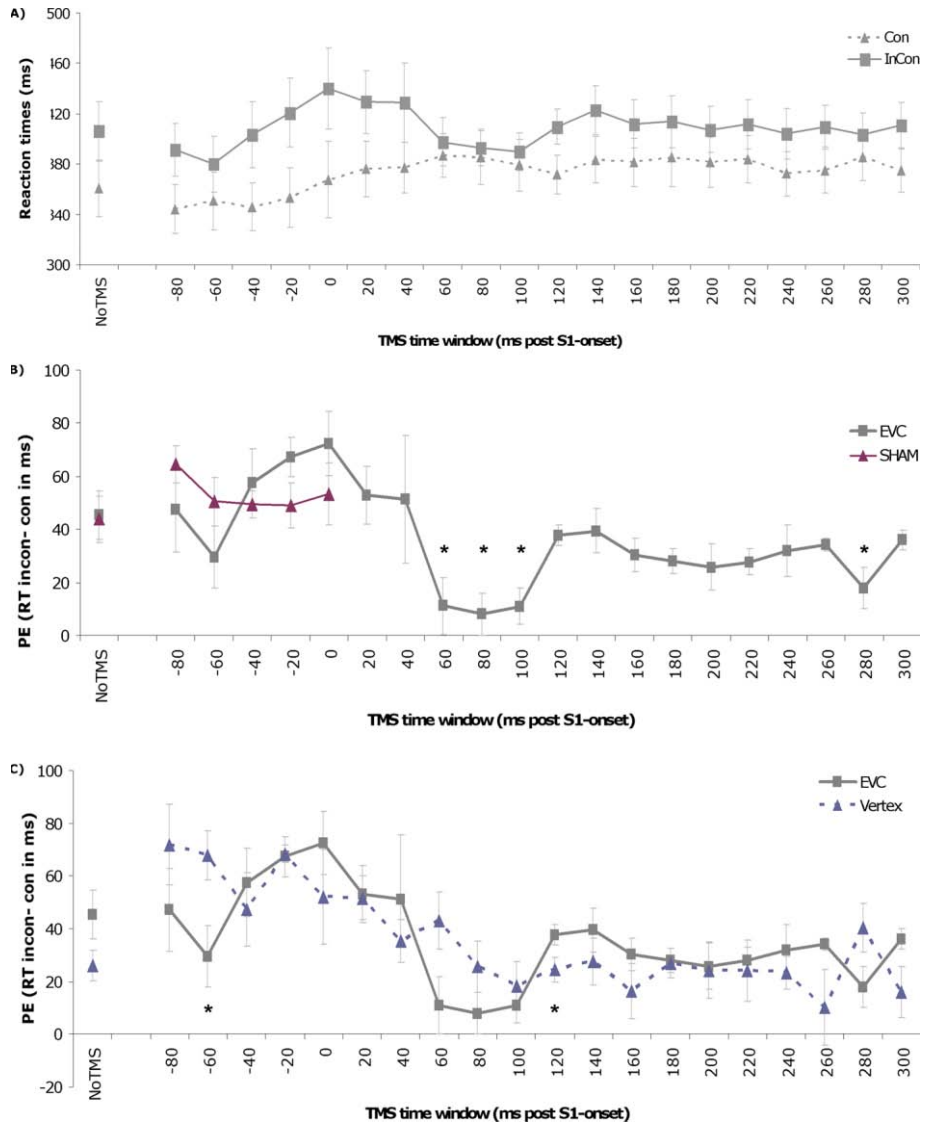 A)
500
Con
InCon
460
420
380
340
300
Reaction times (ms)
NoTMS -80 -60 -40 -20 0 20 40 60 80 100 120 140 160 180 200 220 240 260 280 300
TMS time window (ms post S1-onset)
B)
100
EVC
SHAM
80
60
40
20
0
PE (RT incon- con in ms)
* * * *
NoTMS -80 -60 -40 -20 0 20 40 60 80 100 120 140 160 180 200 220 240 260 280 300
TMS time window (ms post S1-onset)
C)
100
EVC
Vertex
80
60
40
20
0
-20
PE (RT incon- con in ms)
* *
NoTMS -80 -60 -40 -20 0 20 40 60 80 100 120 140 160 180 200 220 240 260 280 300
TMS time window (ms post S1-onset)